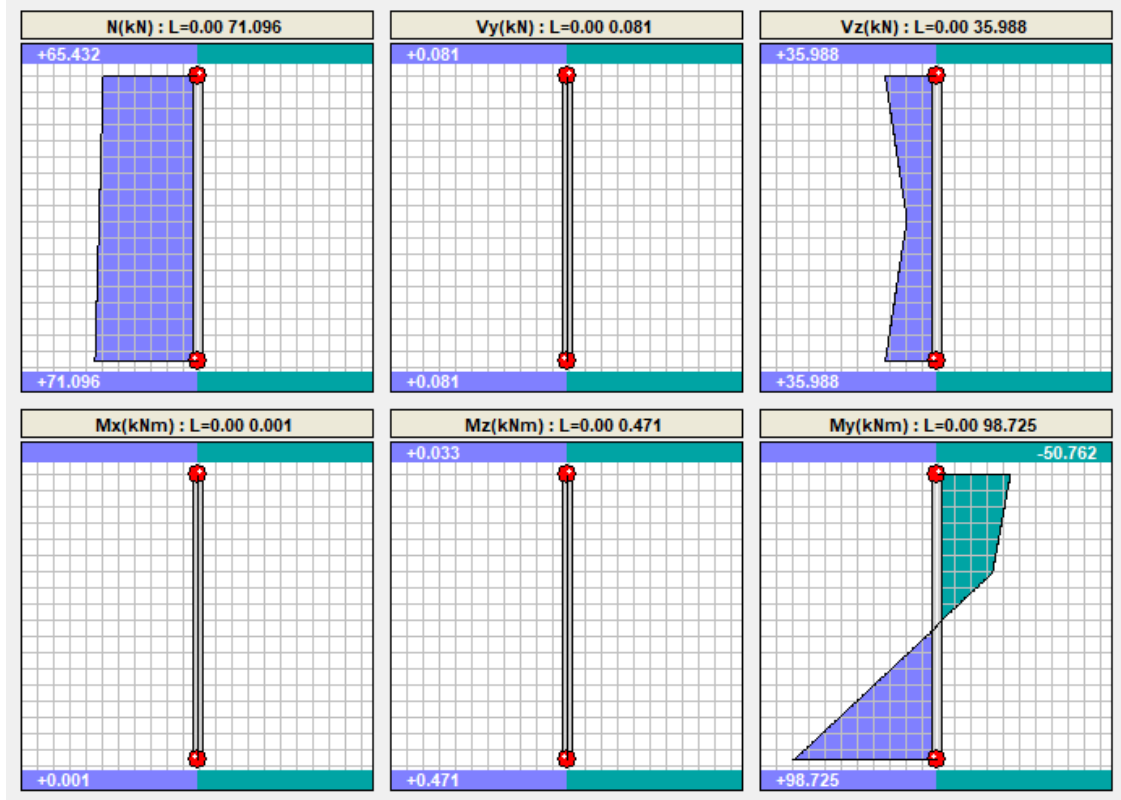 N(kN) : L=0.00 71.096
Vy(kN) : L=0.00 0.081
Vz(kN) : L=0.00 35.988
+65.432
+0.081
+35.988
+71.096
+0.081
+35.988
Mx(kNm) : L=0.00 0.001
Mz(kNm) : L=0.00 0.471
My(kNm) : L=0.00 98.725
+0.033
-50.762
+0.001
+0.471
+98.725